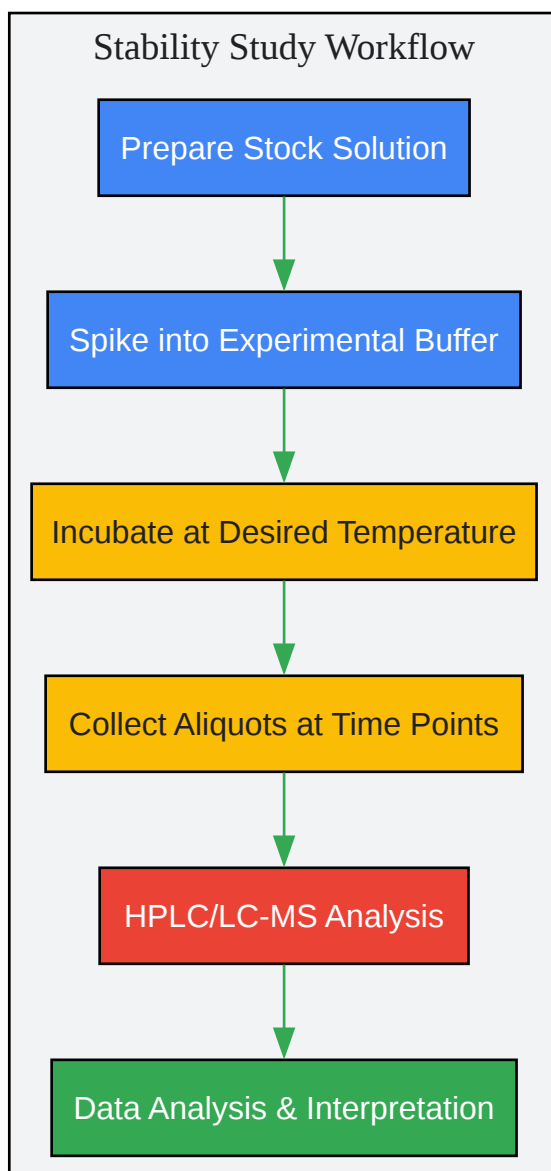 Stability Study Workflow
Prepare Stock Solution
Spike into Experimental Buffer
Incubate at Desired Temperature
Collect Aliquots at Time Points
HPLC/LC-MS Analysis
Data Analysis & Interpretation